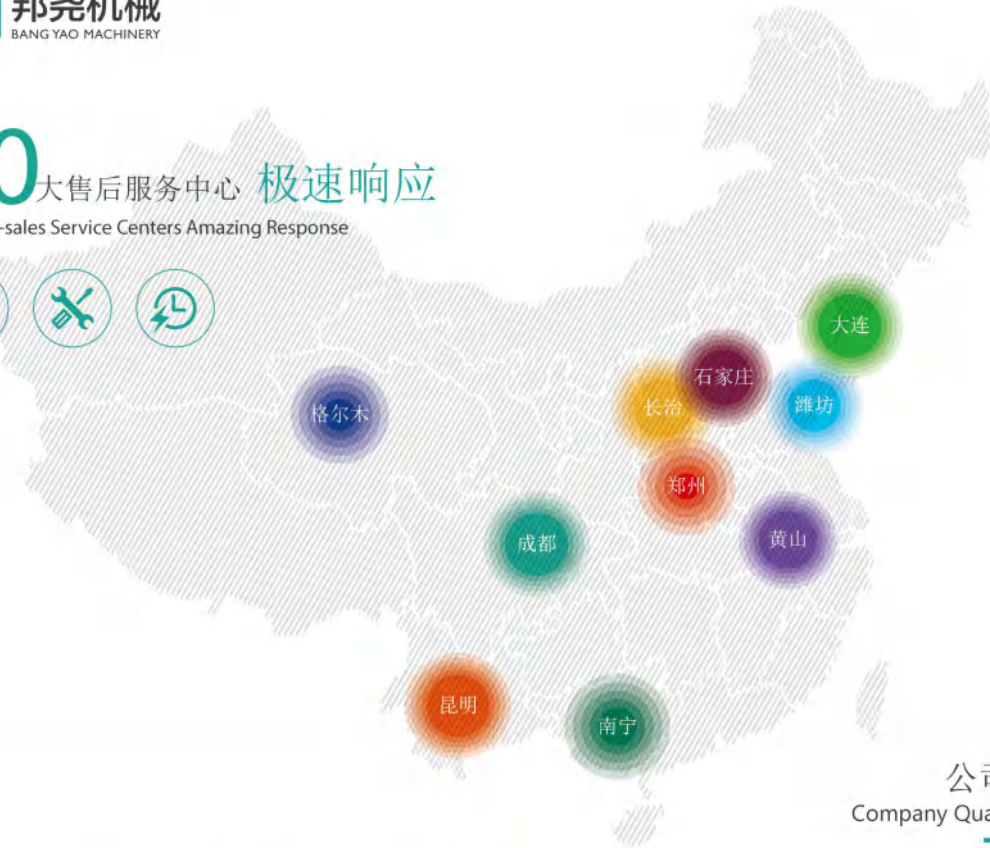 邦尧机械
BANG YAO MACHINERY
0大售后服务中心 极速响应
-sales Service Centers Amazing Response
大连
石家庄
长治
潍坊
格尔木
郑州
成都
黄山
昆明
南宁
公司
Company Qua